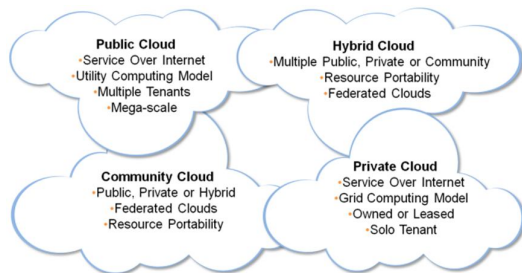 Public Cloud
•Service Over Internet
•Utility Computing Model
•Multiple Tenants
•Mega-scale
Hybrid Cloud
•Multiple Public, Private or Community
•Resource Portability
•Federated Clouds
Community Cloud
•Public, Private or Hybrid
•Federated Clouds
•Resource Portability
Private Cloud
•Service Over Internet
•Grid Computing Model
•Owned or Leased
•Solo Tenant